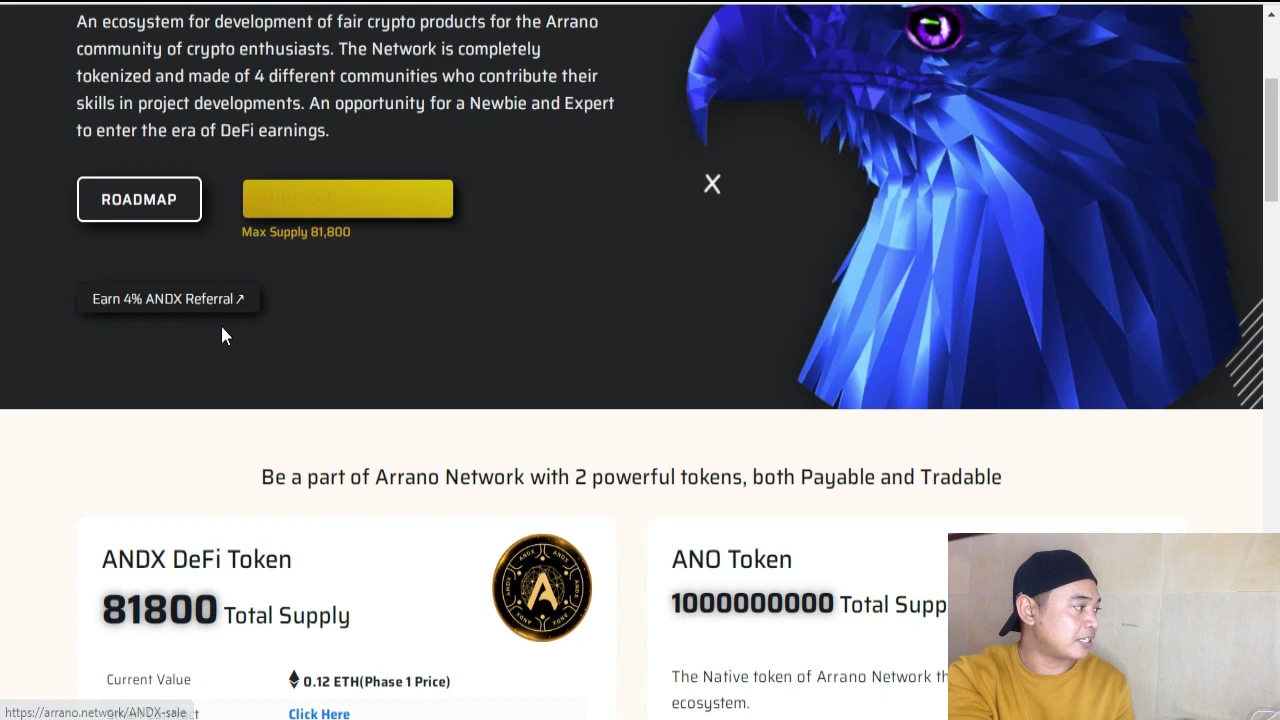 An ecosystem for development of fair crypto products for the Arrano
community of crypto enthusiasts. The Network is completely
tokenized and made of 4 different communities who contribute their
skills in project developments. An opportunity for a Newbie and Expert
to enter the era of DeFi earnings.
ROADMAP
Max Supply 81,800
Earn 4% ANDX Referral↗
Be a part of Arrano Network with 2 powerful tokens, both Payable and Tradable
ANDX DeFi Token
81800 Total Supply
ANDX
A
Current Value
0.12 ETH(Phase 1 Price)
Click Here
ANO Token
1000000000 Total Supp
The Native token of Arrano Network th
ecosystem.
https://arrano.network/ANDX-sale